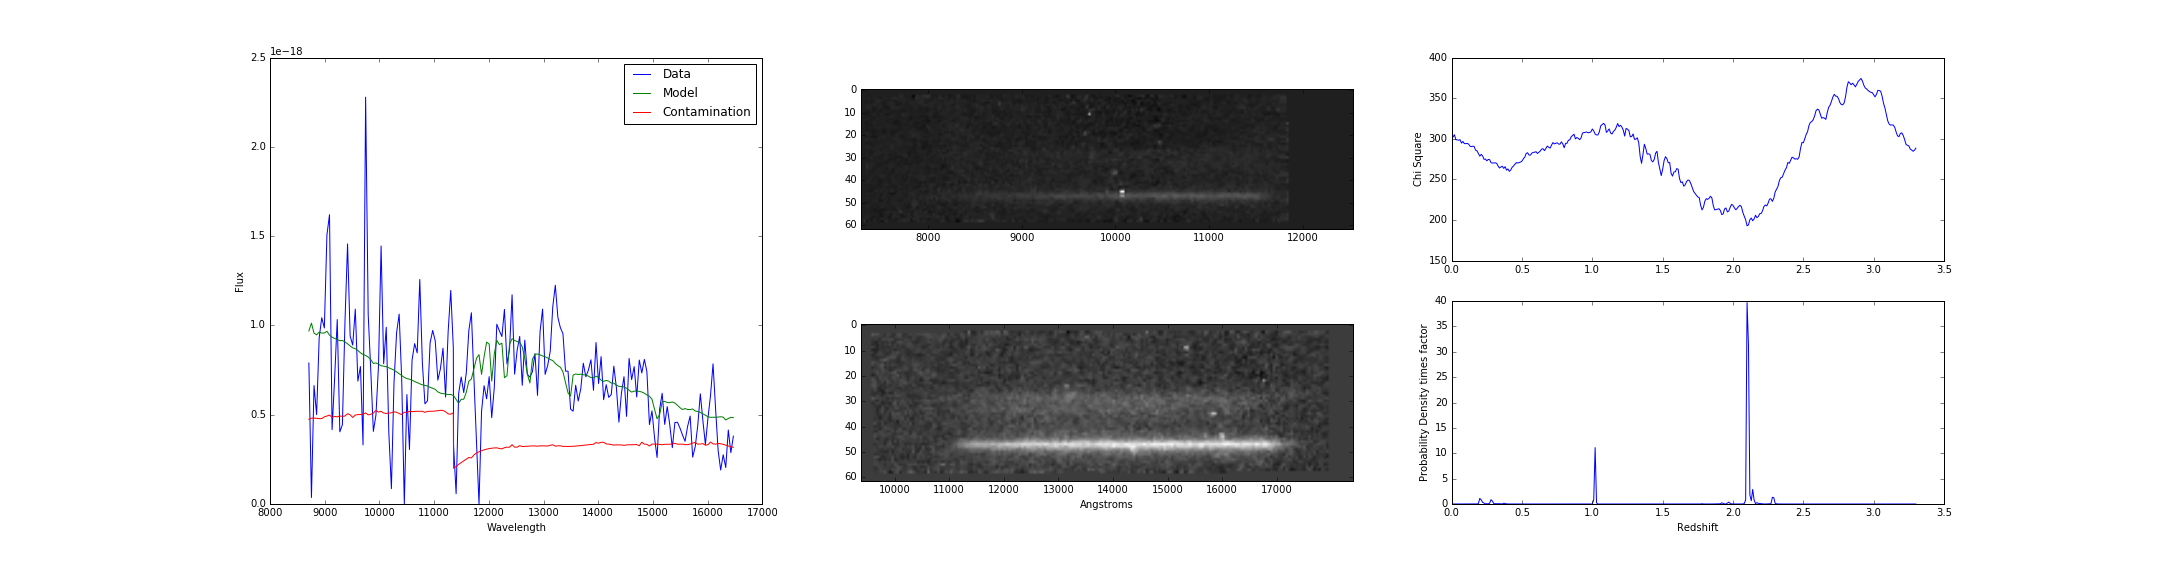 1e−18
2.5
2.0
1.5
1.0
0.5
0.0
Flux
8000 9000 10000 11000 12000 13000 14000 15000 16000 17000
Wavelength
Data
Model
Contamination
0
10
20
30
40
50
60
8000 9000 10000 11000 12000
0
10
20
30
40
50
60
10000 11000 12000 13000 14000 15000 16000 17000
Angstroms
400
350
300
250
200
150
Chi Square
0.0 0.5 1.0 1.5 2.0 2.5 3.0 3.5
40
35
30
25
20
15
10
5
0
Probability Density times factor
0.0 0.5 1.0 1.5 2.0 2.5 3.0 3.5
Redshift